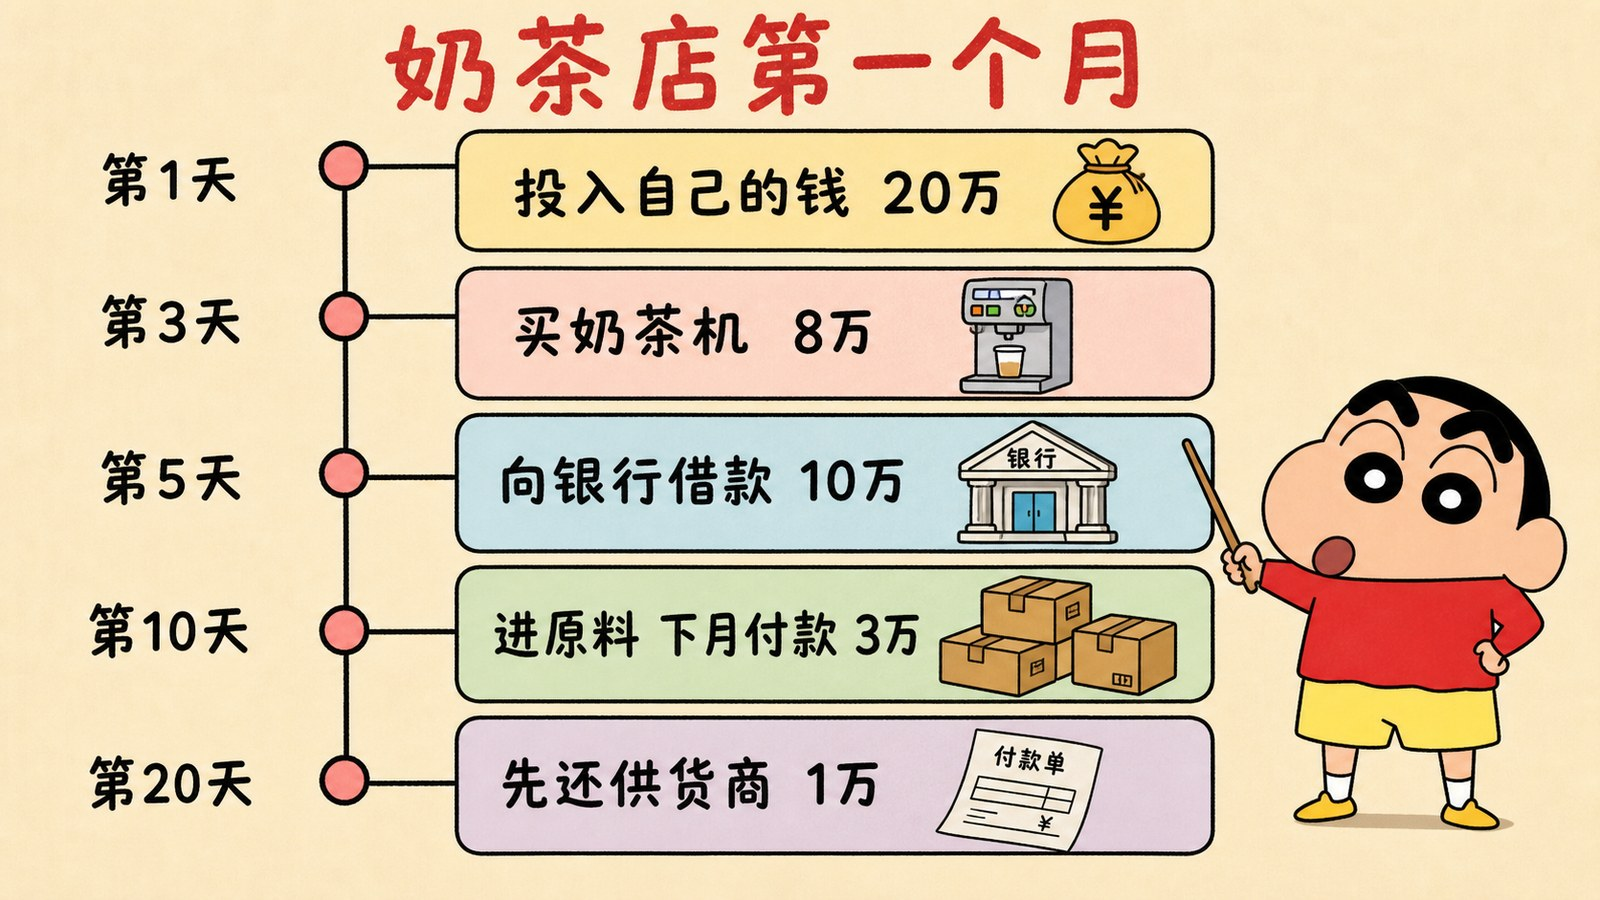 奶茶店第一个月
第1天
投入自己的钱 20万
¥
第3天
买奶茶机 8万
第5天
向银行借款 10万
银行
第10天
进原料 下月付款 3万
第20天
先还供货商 1万
付款单
¥